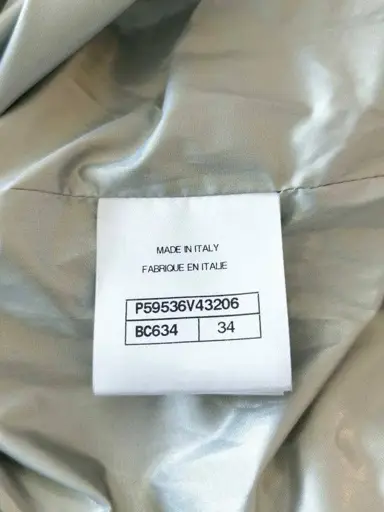 MADE IN ITALY
FABRIQUE EN ITALIE
P59536V43206
BC634 34